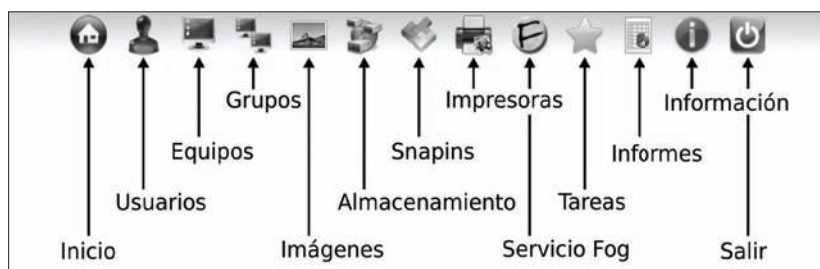 Grupos
Impresoras
Información
Equipos
Snapins
Informes
Usuarios
Almacenamiento
Tareas
Inicio
Imágenes
Servicio Fog
Salir